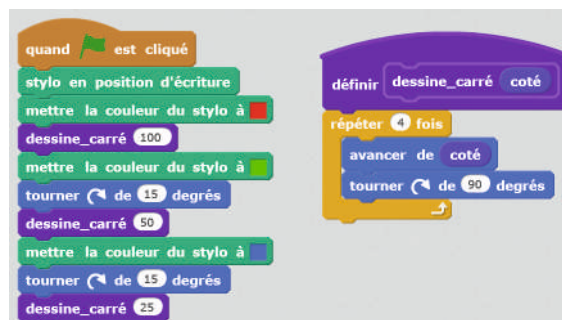 quand est cliqué
stylo en position d'écriture
mettre la couleur du stylo à
dessine_carré 100
mettre la couleur du stylo à
tourner de 15 degrés
dessine_carré 50
mettre la couleur du stylo à
tourner de 15 degrés
dessine_carré 25
définir dessine_carré coté
répéter 4 fois
avancer de coté
tourner de 90 degrés